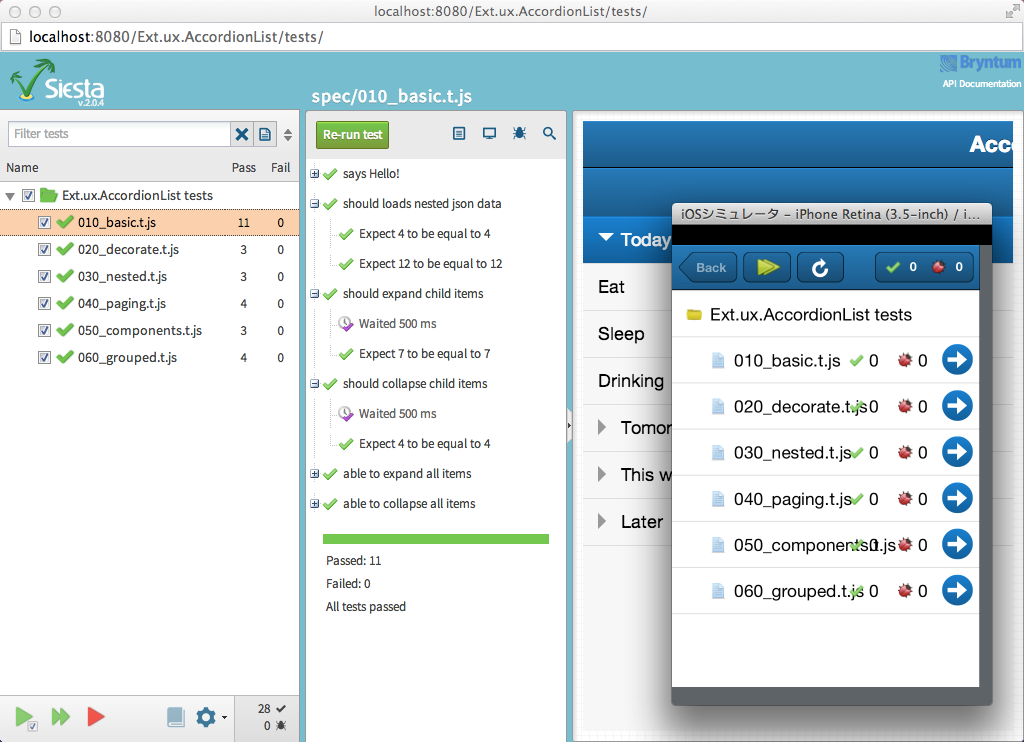 localhost:8080/Ext.ux.AccordionList/tests/
localhost:8080/Ext.ux.AccordionList/tests/
Siesta
v.2.0.4
spec/010_basic.t.js
Bryntum
API Documentation
Filter tests
Name Pass Fail
Ext.ux.AccordionList tests
010_basic.t.js 11 0
020_decorate.t.js 3 0
030_nested.t.js 3 0
040_paging.t.js 4 0
050_components.t.js 3 0
060_grouped.t.js 4 0
28
0
Re-run test
says Hello!
should loads nested json data
Expect 4 to be equal to 4
Expect 12 to be equal to 12
should expand child items
Waited 500 ms
Expect 7 to be equal to 7
should collapse child items
Waited 500 ms
Expect 4 to be equal to 4
able to expand all items
able to collapse all items
Passed: 11
Failed: 0
All tests passed
Acc
Today
Eat
Sleep
Drinking
Tomor
This w
Later
iOSシミュレータ – iPhone Retina (3.5-inch) / i...
Back 0 0
Ext.ux.AccordionList tests
010_basic.t.js 0 0
020_decorate.t.js 0 0
030_nested.t.js 0 0
040_paging.t.js 0 0
050_components.t.js 0 0
060_grouped.t.js 0 0